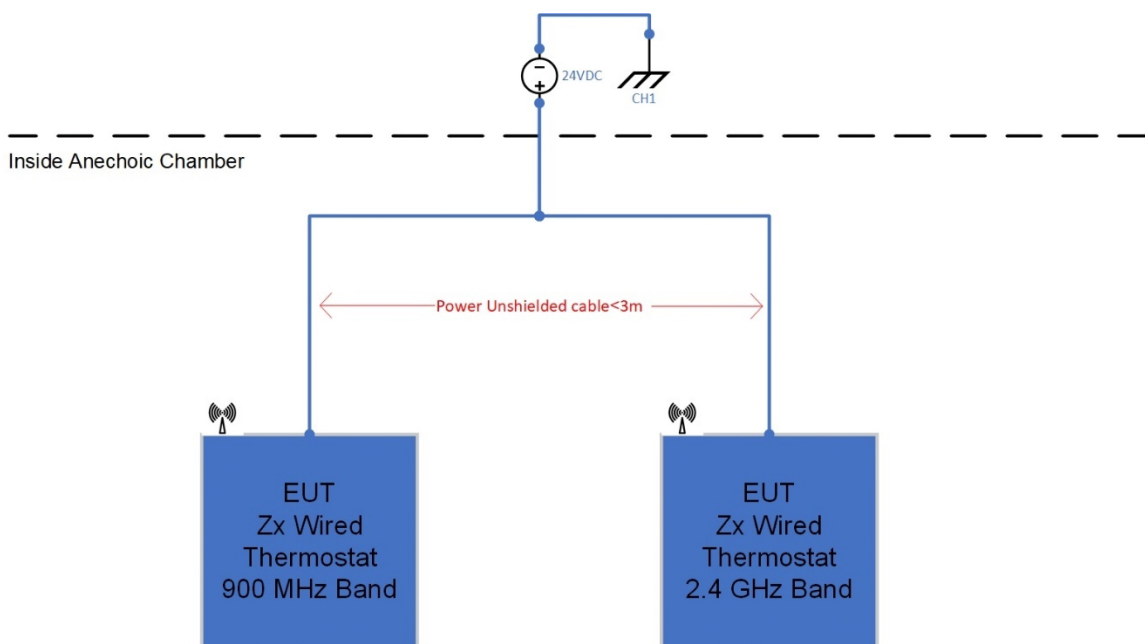 24VDC
CH1
Inside Anechoic Chamber
Power Unshielded cable<3m
EUT
Zx Wired
Thermostat
900 MHz Band
EUT
Zx Wired
Thermostat
2.4 GHz Band